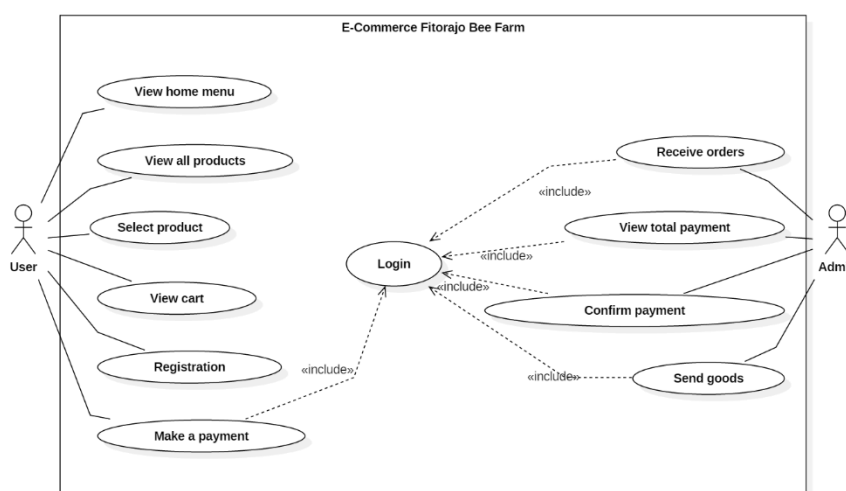 E-Commerce Fitorajo Bee Farm
View home menu
View all products
Select product
View cart
Registration
Make a payment
User
Login
«include»
«include»
«include»
«include»
«include»
Receive orders
View total payment
Confirm payment
Send goods
Adm